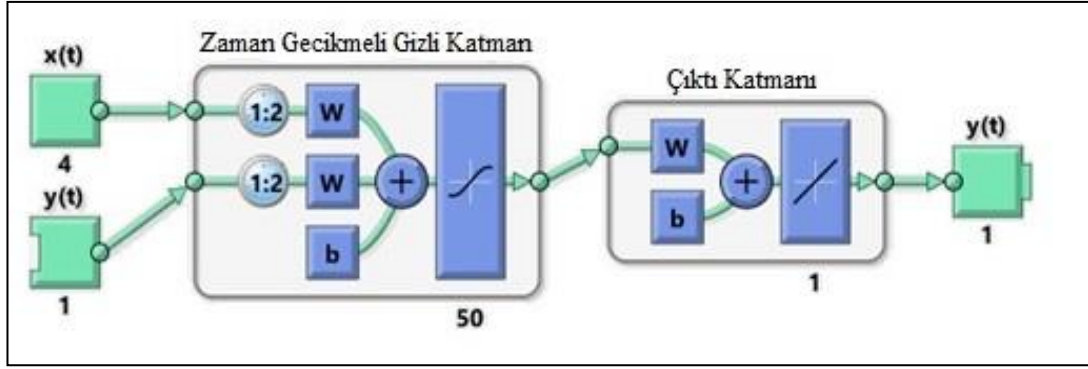 Zaman Gecikmeli Gizli Katman
x(t)
4
y(t)
1
1:2
W
1:2
W
b
+
50
Çıktı Katmanı
W
b
+
1
y(t)
1